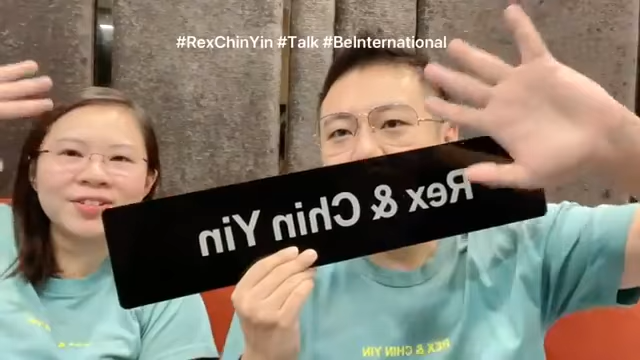 #RexChinYin #Talk #BeInternational
Rex & Chin Yin
REX & CHIN YIN